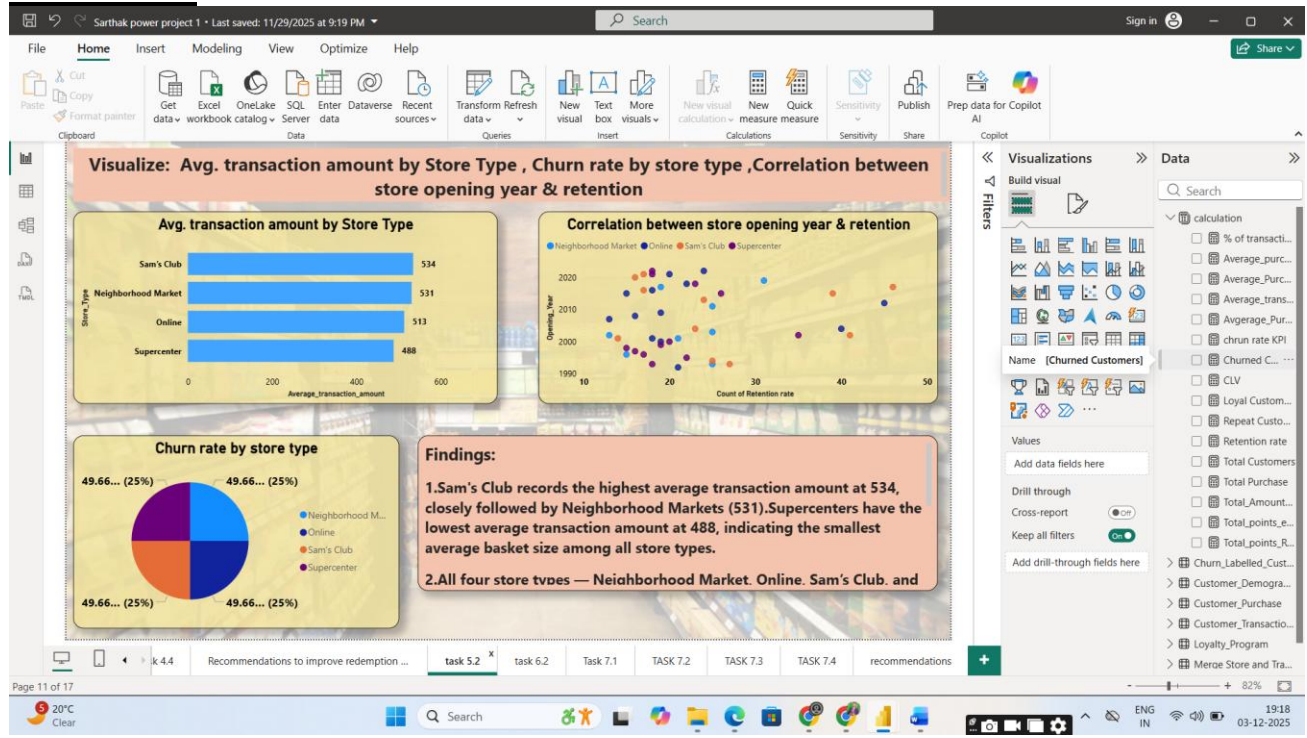 Sarthak power project 1 • Last saved: 11/29/2025 at 9:19 PM
Search
Sign in
File Home Insert Modeling View Optimize Help
Share
Paste
Cut
Copy
Format painter
Clipboard
Get data
Excel workbook
OneLake catalog
SQL Server
Enter data
Dataverse
Recent sources
Data
Transform data
Refresh
Queries
New visual
Text box
More visuals
Insert
New visual calculation
New measure
Quick measure
Calculations
Sensitivity
Sensitivity
Publish
Share
Prep data for AI
Copilot
Copilot
Visualize: Avg. transaction amount by Store Type , Churn rate by store type ,Correlation between
store opening year & retention
Avg. transaction amount by Store Type
Store_Type
Sam's Club 534
Neighborhood Market 531
Online 513
Supercenter 488
0 200 400 600
Average_transaction_amount
Correlation between store opening year & retention
Neighborhood Market Online Sam's Club Supercenter
Opening_Year
2020
2010
2000
1990
10 20 30 40 50
Count of Retention rate
Churn rate by store type
49.66... (25%) 49.66... (25%)
Neighborhood M...
Online
Sam's Club
Supercenter
49.66... (25%) 49.66... (25%)
Findings:
1.Sam's Club records the highest average transaction amount at 534,
closely followed by Neighborhood Markets (531).Supercenters have the
lowest average transaction amount at 488, indicating the smallest
average basket size among all store types.
2.All four store types — Neighborhood Market, Online, Sam's Club, and
Filters
Visualizations
Build visual
123
Name [Churned Customers]
Values
Add data fields here
Drill through
Cross-report
Off
Keep all filters
On
Add drill-through fields here
Data
Search
calculation
% of transacti...
Average_purc...
Average_Purc...
Average_trans...
Avgerage_Pur...
chrun rate KPI
Churned C...
CLV
Loyal Custom...
Repeat Custo...
Retention rate
Total Customers
Total Purchase
Total_Amount...
Total_points_e...
Total_points_R...
Churn_Labelled_Cust...
Customer_Demogra...
Customer_Purchase
Customer_Transactio...
Loyalty_Program
Merge Store and Tra...
DAX
TMDL
k 4.4
Recommendations to improve redemption ...
task 5.2 x
task 6.2
Task 7.1
TASK 7.2
TASK 7.3
TASK 7.4
recommendations
+
Page 11 of 17
- + 82%
5
20°C
Clear
Search
ENG
IN
19:18
03-12-2025